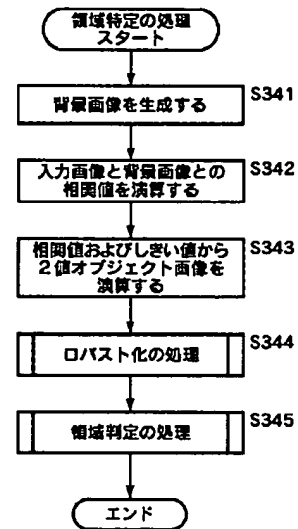 領域特定の処理
スタート
背景画像を生成する
S341
入力画像と背景画像との
相関値を演算する
S342
相関値およびしきい値から
2値オブジェクト画像を
演算する
S343
ロバスト化の処理
S344
領域判定の処理
S345
エンド